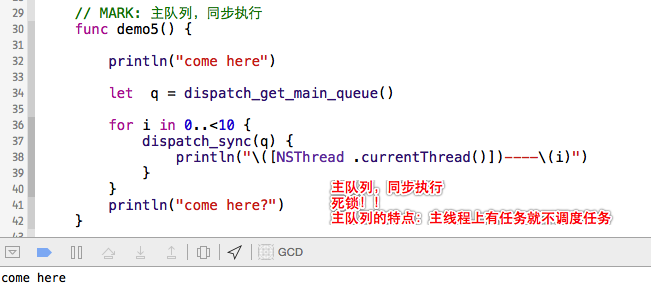 29 // MARK: 主队列，同步执行
30 func demo5() {
31
32 println("come here")
33
34 let  q = dispatch_get_main_queue()
35
36 for i in 0..<10 {
37 dispatch_sync(q) {
38 println("\([NSThread .currentThread()])----\(i)")
39 }
40 }
主队列，同步执行
41 println("come here?")
死锁！！
42 }
主队列的特点：主线程上有任务就不调度任务
43
GCD
come here